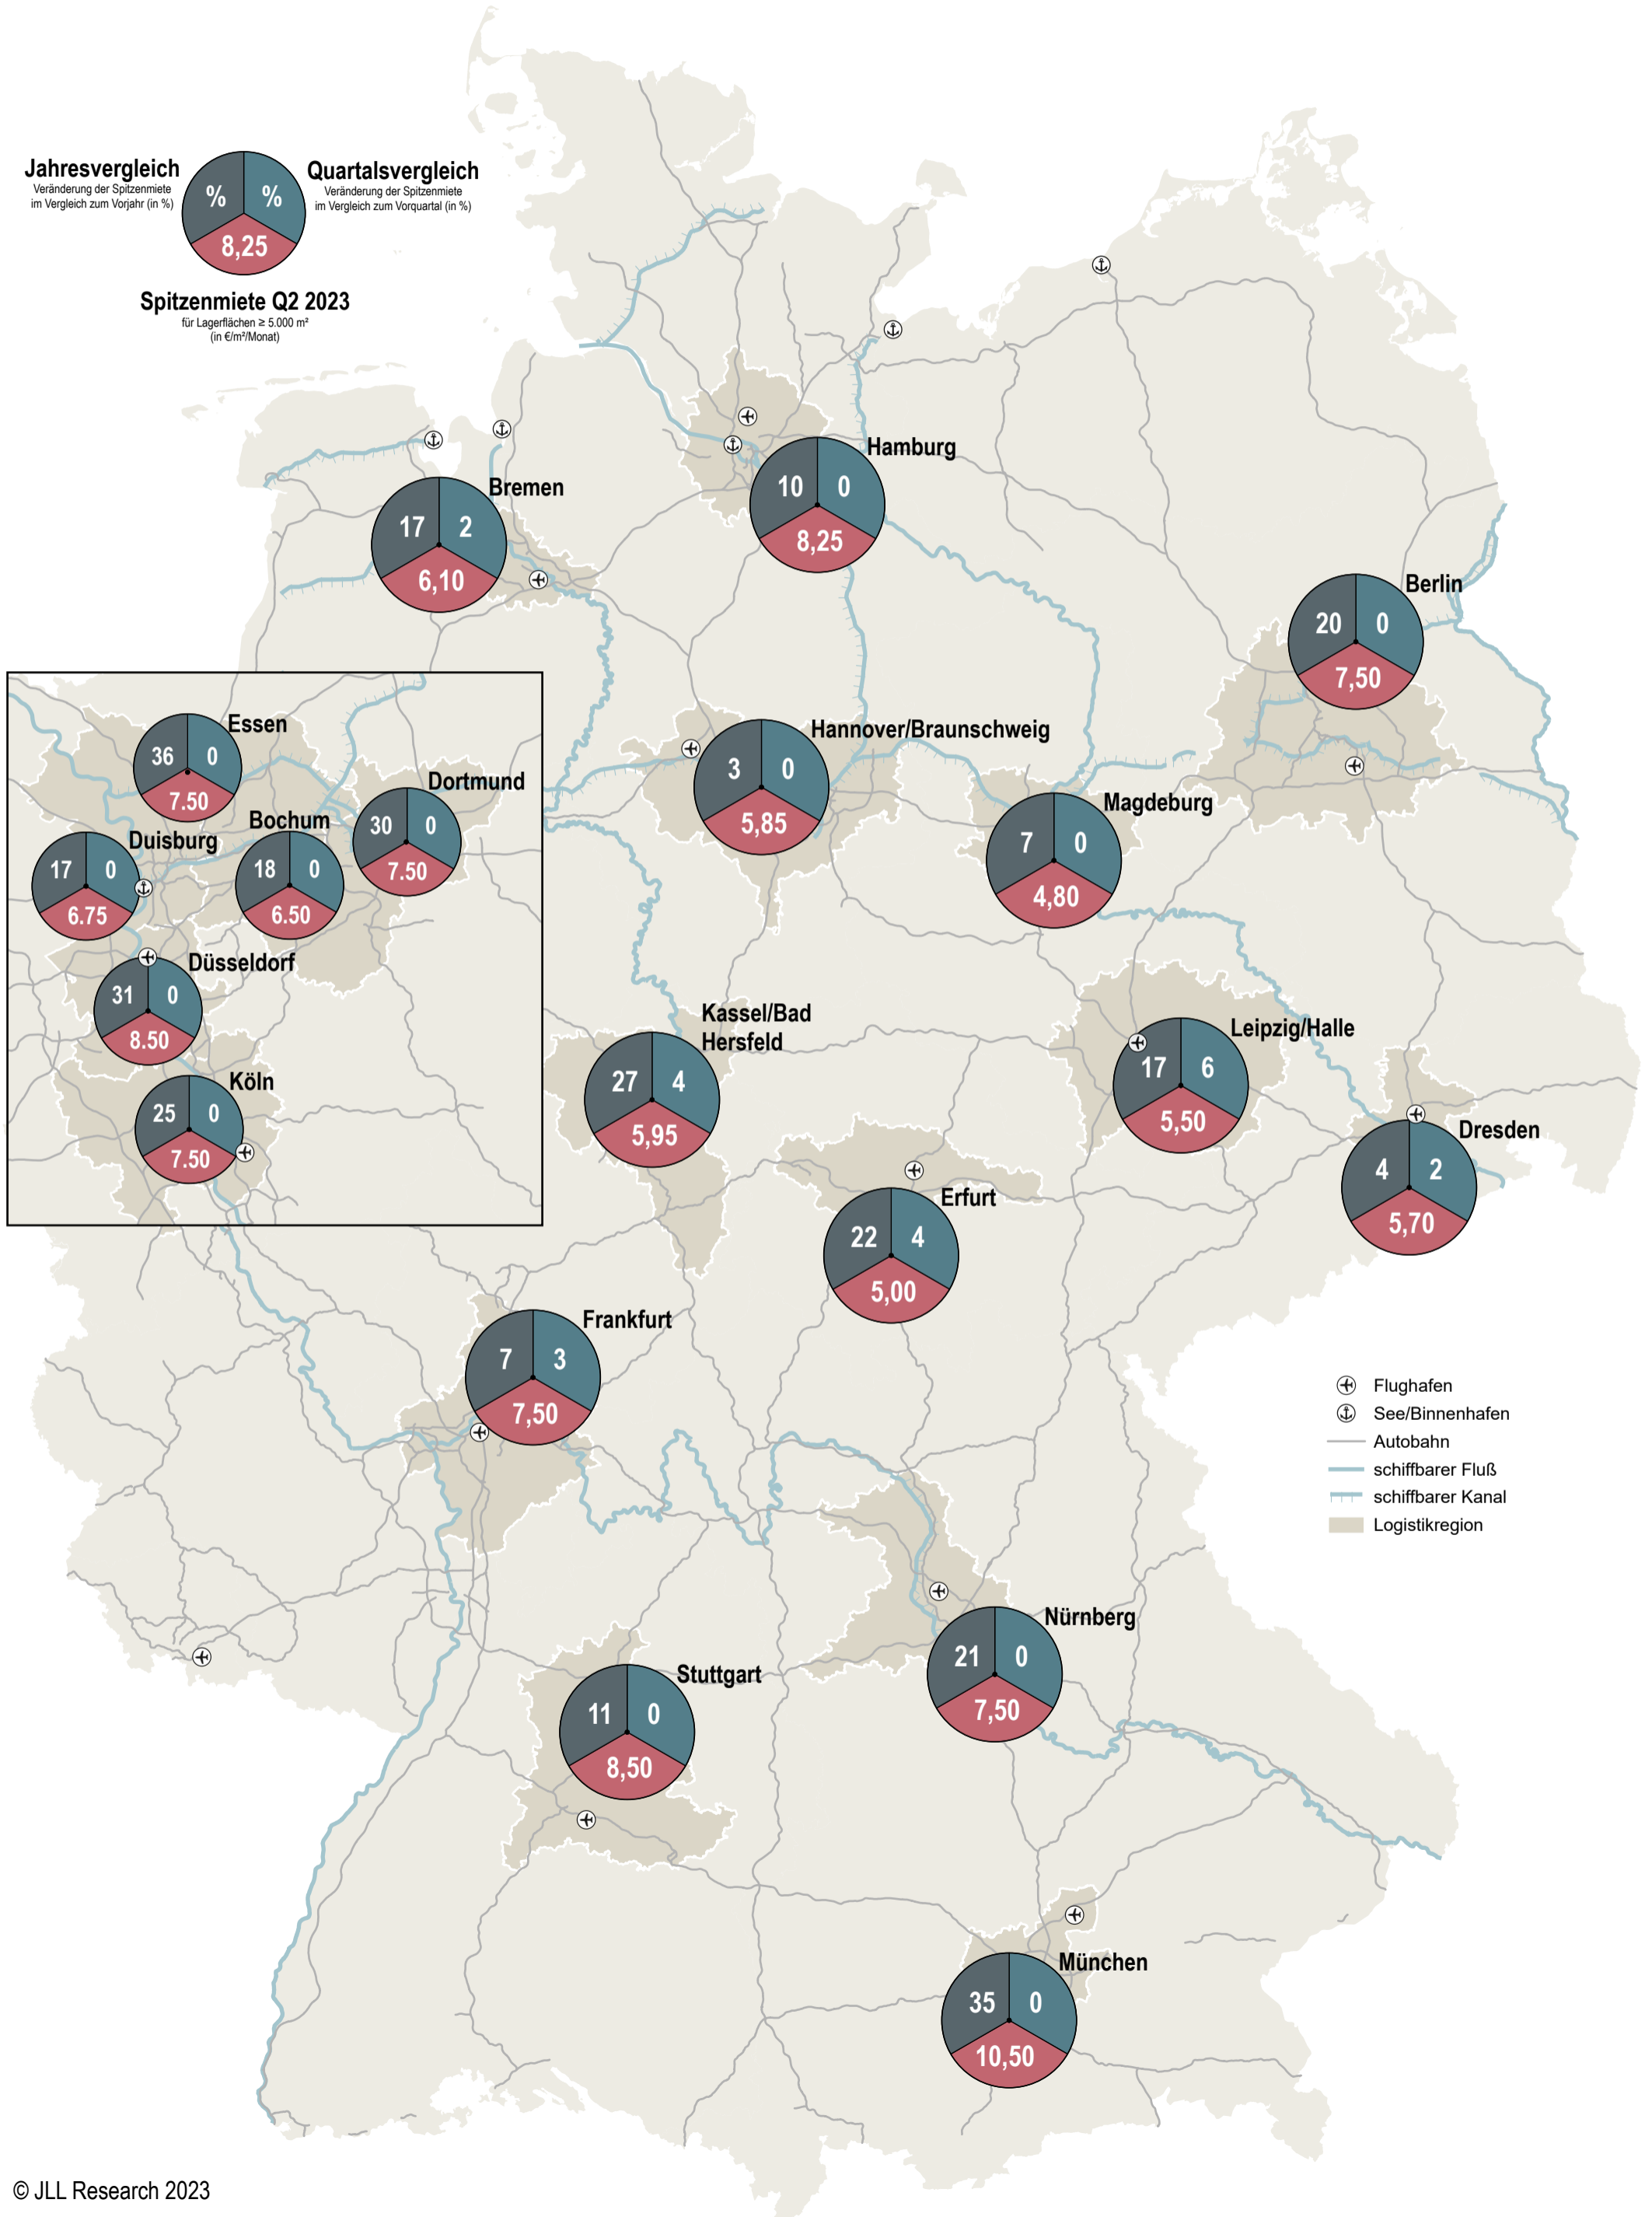 Jahresvergleich
Veränderung der Spitzenmiete
im Vergleich zum Vorjahr (in %)
%
%
8,25
Quartalsvergleich
Veränderung der Spitzenmiete
im Vergleich zum Vorquartal (in %)
Spitzenmiete Q2 2023
für Lagerflächen ≥ 5.000 m²
(in €/m²/Monat)
Hamburg
10
0
8,25
Bremen
17
2
6,10
Berlin
20
0
7,50
Essen
36
0
7.50
Dortmund
30
0
7.50
Bochum
18
0
6.50
Duisburg
17
0
6.75
Düsseldorf
31
0
8.50
Köln
25
0
7.50
Hannover/Braunschweig
3
0
5,85
Magdeburg
7
0
4,80
Kassel/Bad
Hersfeld
27
4
5,95
Leipzig/Halle
17
6
5,50
Dresden
4
2
5,70
Erfurt
22
4
5,00
Frankfurt
7
3
7,50
Flughafen
See/Binnenhafen
Autobahn
schiffbarer Fluß
schiffbarer Kanal
Logistikregion
Nürnberg
21
0
7,50
Stuttgart
11
0
8,50
München
35
0
10,50
© JLL Research 2023